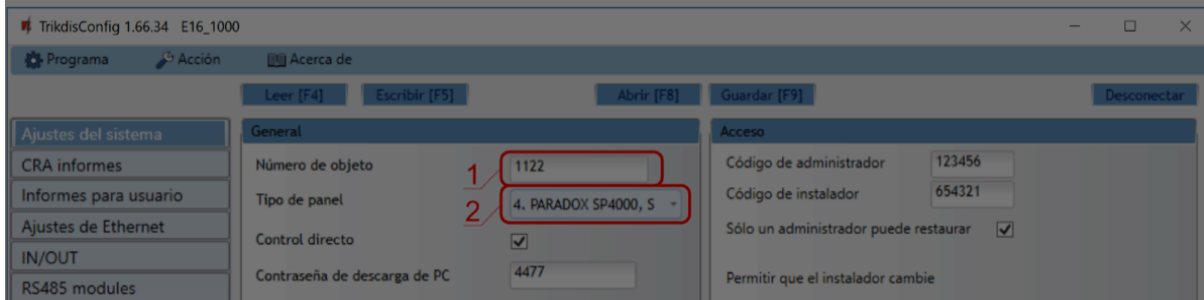 TrikdisConfig 1.66.34 E16_1000
Programa Acción Acerca de
Leer [F4] Escribir [F5] Abrir [F8] Guardar [F9] Desconectar
Ajustes del sistema
CRA informes
Informes para usuario
Ajustes de Ethernet
IN/OUT
RS485 modules
General
Número de objeto 1 1122
Tipo de panel 2 4. PARADOX SP4000, S
Control directo
Contraseña de descarga de PC 4477
Acceso
Código de administrador 123456
Código de instalador 654321
Sólo un administrador puede restaurar
Permitir que el instalador cambie